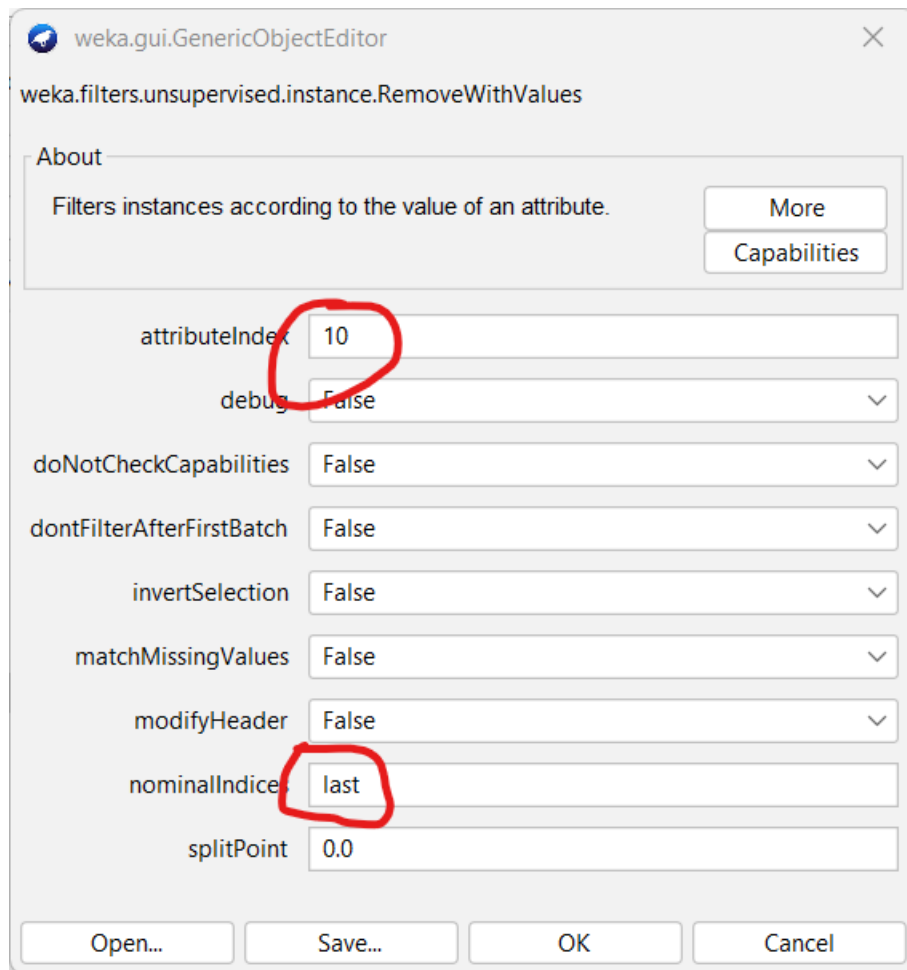 weka.gui.GenericObjectEditor
weka.filters.unsupervised.instance.RemoveWithValues
About
Filters instances according to the value of an attribute.
More
Capabilities
attributeIndex 10
debug False
doNotCheckCapabilities False
dontFilterAfterFirstBatch False
invertSelection False
matchMissingValues False
modifyHeader False
nominalIndices last
splitPoint 0.0
Open... Save... OK Cancel